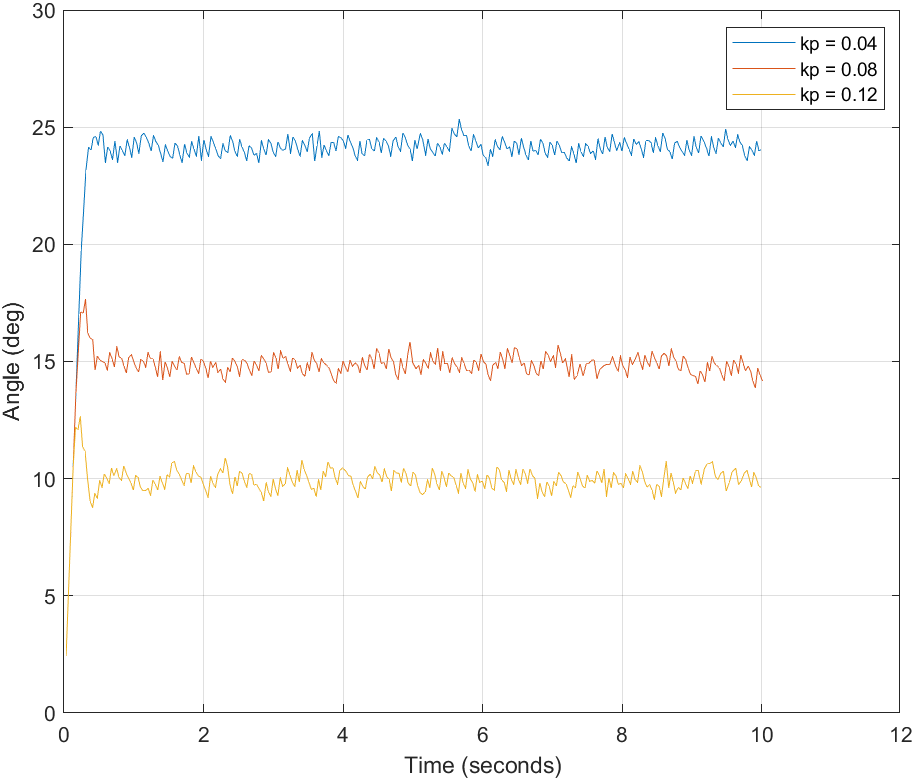 30
25
20
15
10
5
0
Angle (deg)
kp = 0.04
kp = 0.08
kp = 0.12
0 2 4 6 8 10 12
Time (seconds)